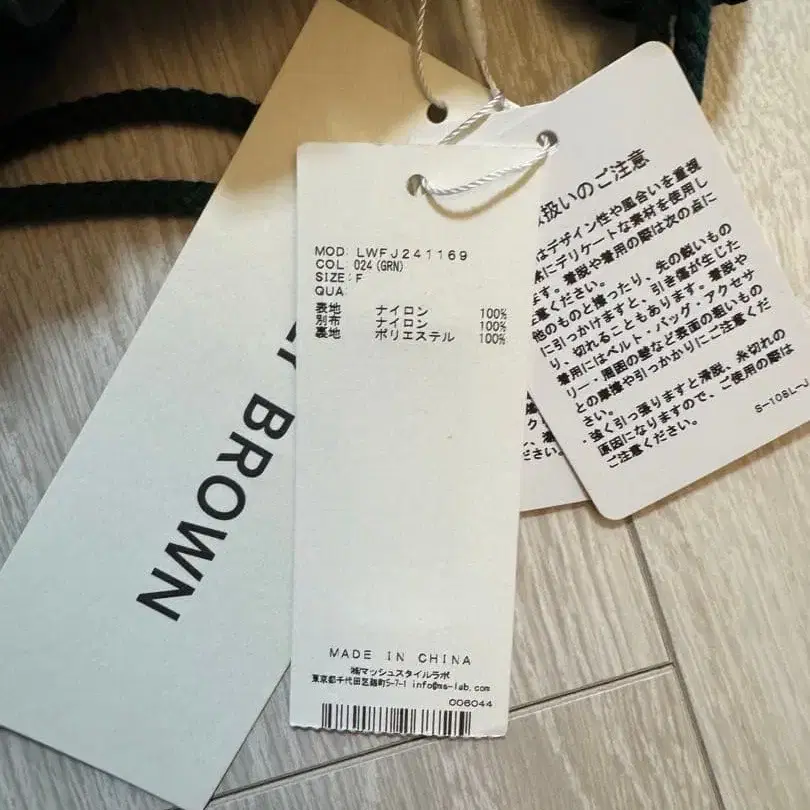 MOD: LWFJ241169
COL: 024(GRN)
SIZE: F
QUA:
表地 ナイロン 100%
別布 ナイロン 100%
裏地 ポリエステル 100%
MADE IN CHINA
㈱マッシュスタイルラボ
東京都千代田区麹町5-7-1 info@ms-lab.com
006044
BROWN
扱いのご注意
はデザイン性や風合いを重視
にデリケートな素材を使用し
ます。着脱や着用の際は次の点に
注意ください。
他のものと擦ったり、先の鋭いもの
に引っかけますと、引き傷が生じた
り、切れることもあります。着脱や
着用にはベルト・バッグ・アクセサ
リー・周囲の壁など表面の粗いもの
との摩擦や引っかかりにご注意くだ
さい。
・強く引っ張りますと滑脱、糸切れの
原因になりますので、ご使用の際は
ご注意ください。
S-108L-J